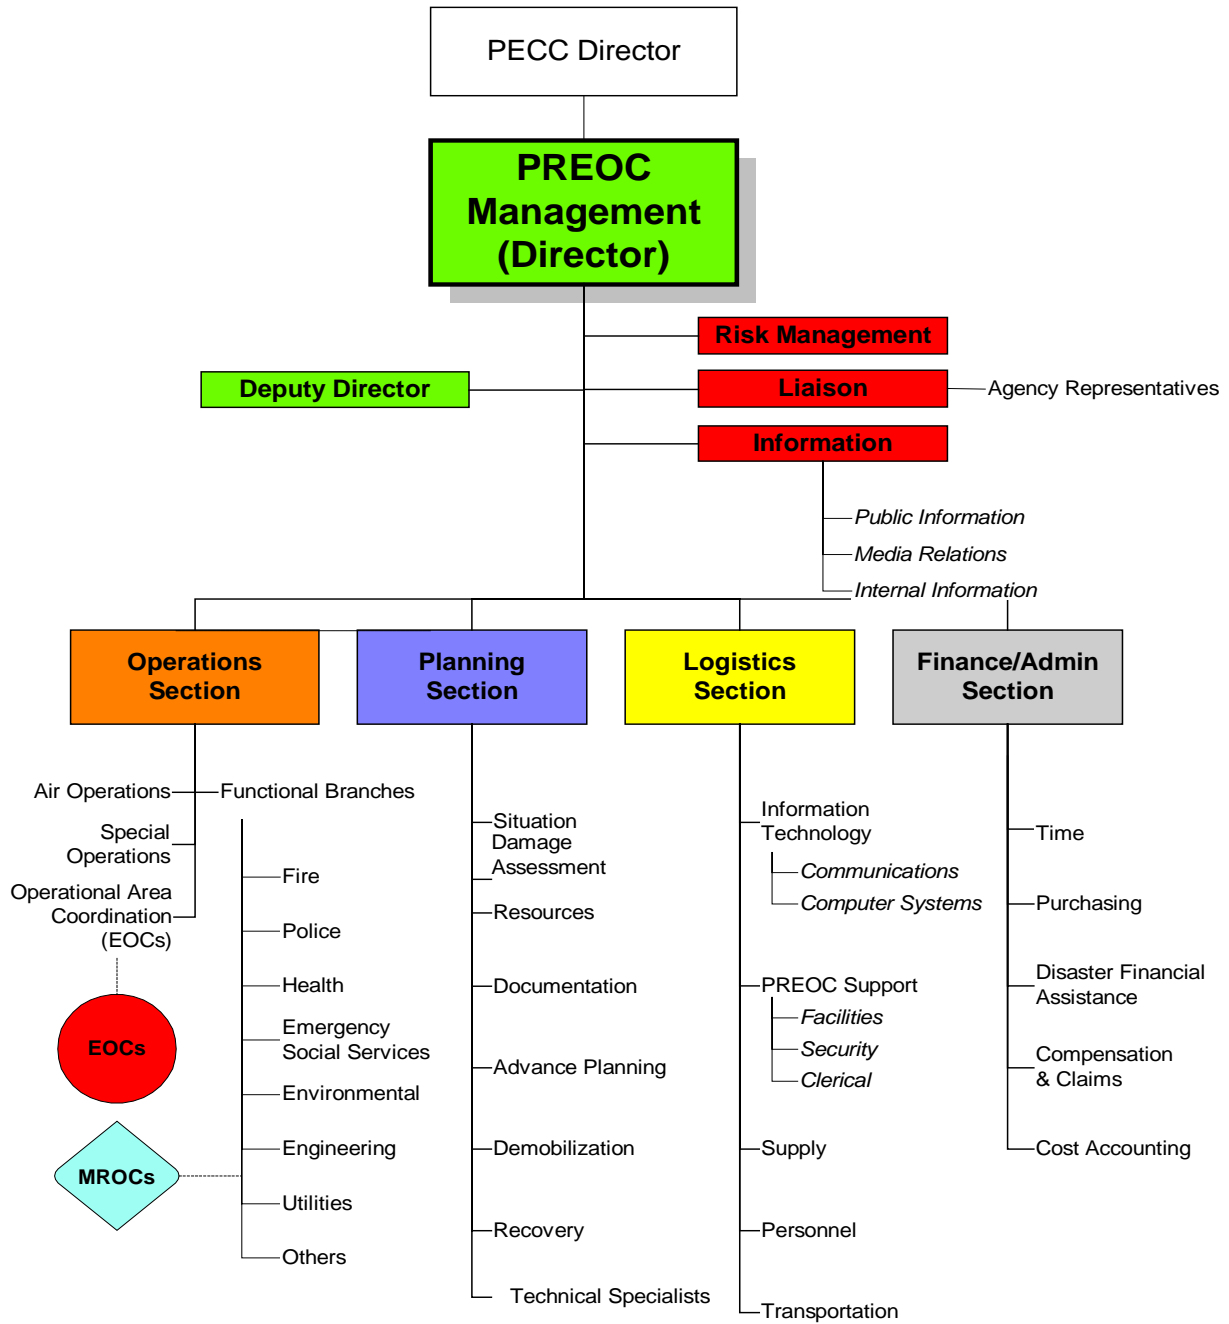 PECC Director
PREOC
Management
(Director)
Risk Management
Deputy Director
Liaison
Agency Representatives
Information
Public Information
Media Relations
Internal Information
Operations
Section
Planning
Section
Logistics
Section
Finance/Admin
Section
Air Operations
Functional Branches
Special
Operations
Operational Area
Coordination
(EOCs)
EOCs
MROCs
Fire
Police
Health
Emergency
Social Services
Environmental
Engineering
Utilities
Others
Situation
Damage
Assessment
Resources
Documentation
Advance Planning
Demobilization
Recovery
Technical Specialists
Information
Technology
Communications
Computer Systems
PREOC Support
Facilities
Security
Clerical
Supply
Personnel
Transportation
Time
Purchasing
Disaster Financial
Assistance
Compensation
& Claims
Cost Accounting